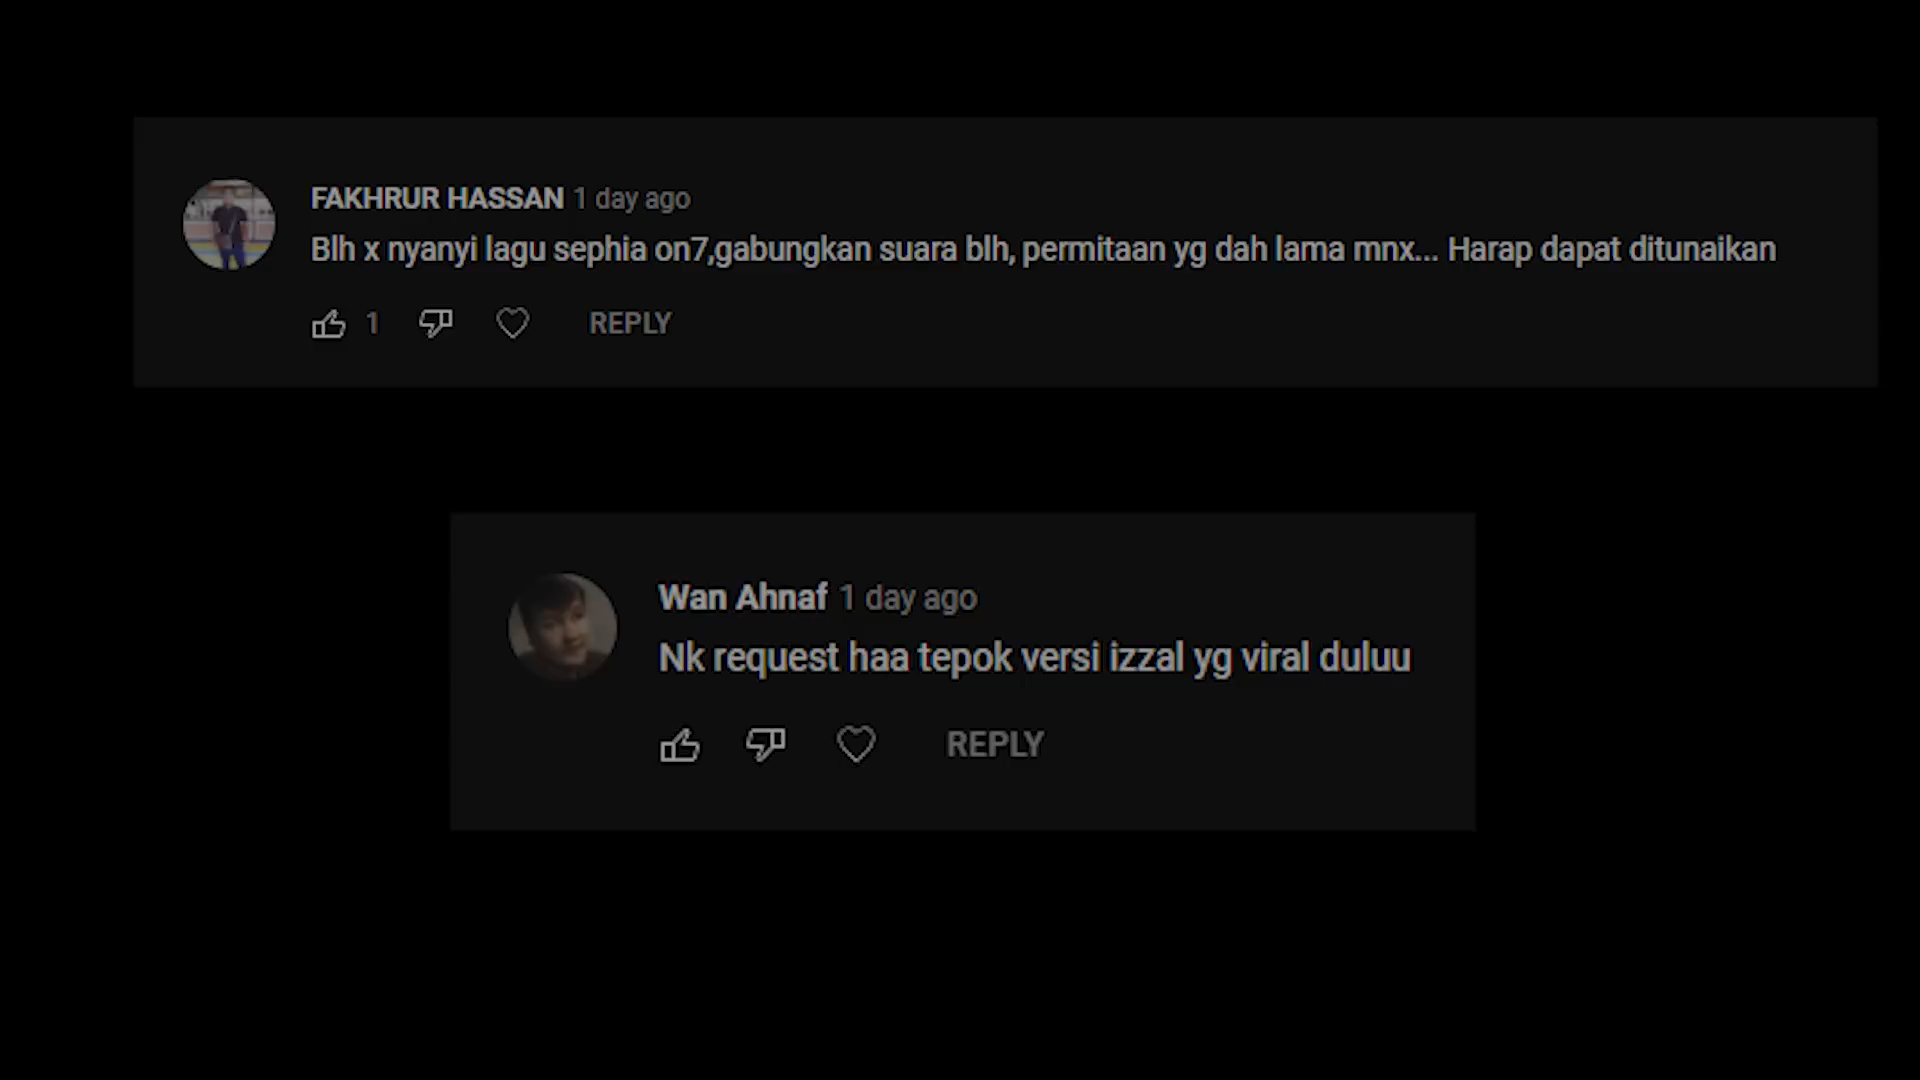 FAKHRUR HASSAN 1 day ago
Blh x nyanyi lagu sephia on7,gabungkan suara blh, permitaan yg dah lama mnx... Harap dapat ditunaikan
1 REPLY
Wan Ahnaf 1 day ago
Nk request haa tepok versi izzal yg viral duluu
REPLY